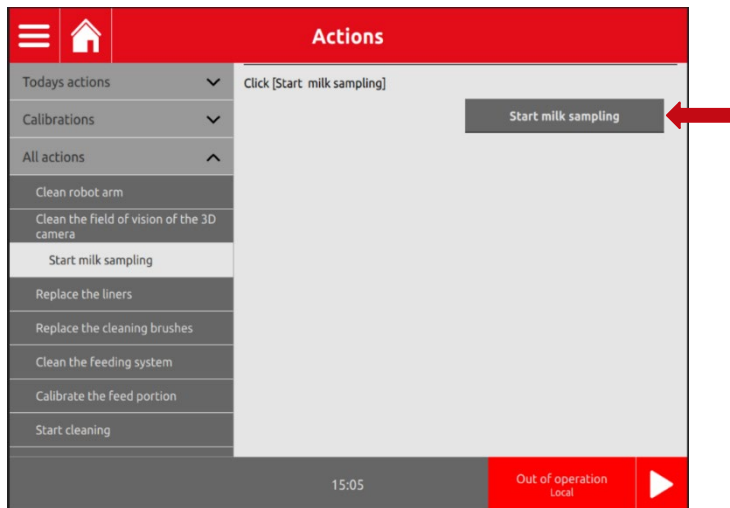 Actions
Todays actions
Calibrations
All actions
Clean robot arm
Clean the field of vision of the 3D
camera
Start milk sampling
Replace the liners
Replace the cleaning brushes
Clean the feeding system
Calibrate the feed portion
Start cleaning
Click [Start milk sampling]
Start milk sampling
15:05
Out of operation
Local